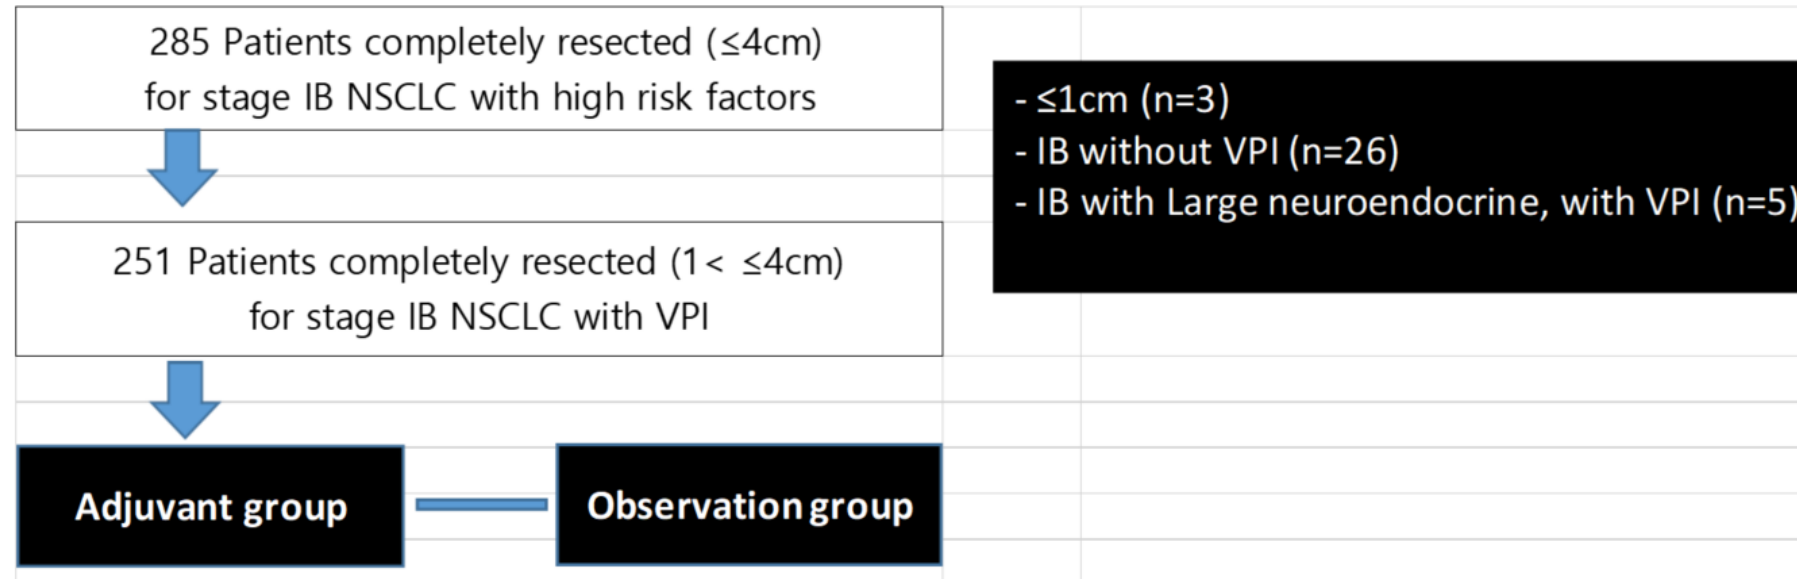 285 Patients completely resected (≤4cm)
for stage IB NSCLC with high risk factors
- ≤1cm (n=3)
- IB without VPI (n=26)
- IB with Large neuroendocrine, with VPI (n=5)
251 Patients completely resected (1< ≤4cm)
for stage IB NSCLC with VPI
Adjuvant group
Observation group